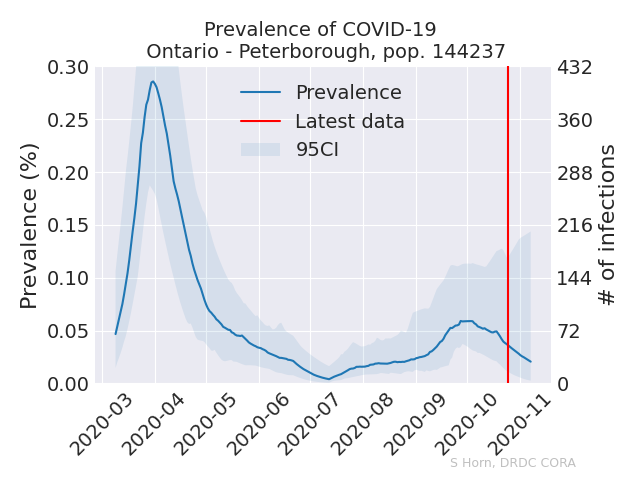 Prevalence of COVID-19
Ontario - Peterborough, pop. 144237
Prevalence
Latest data
95CI
Prevalence (%)
0.30
0.25
0.20
0.15
0.10
0.05
0.00
432
360
288
216
144
72
0
# of infections
2020-03
2020-04
2020-05
2020-06
2020-07
2020-08
2020-09
2020-10
2020-11
S Horn, DRDC CORA